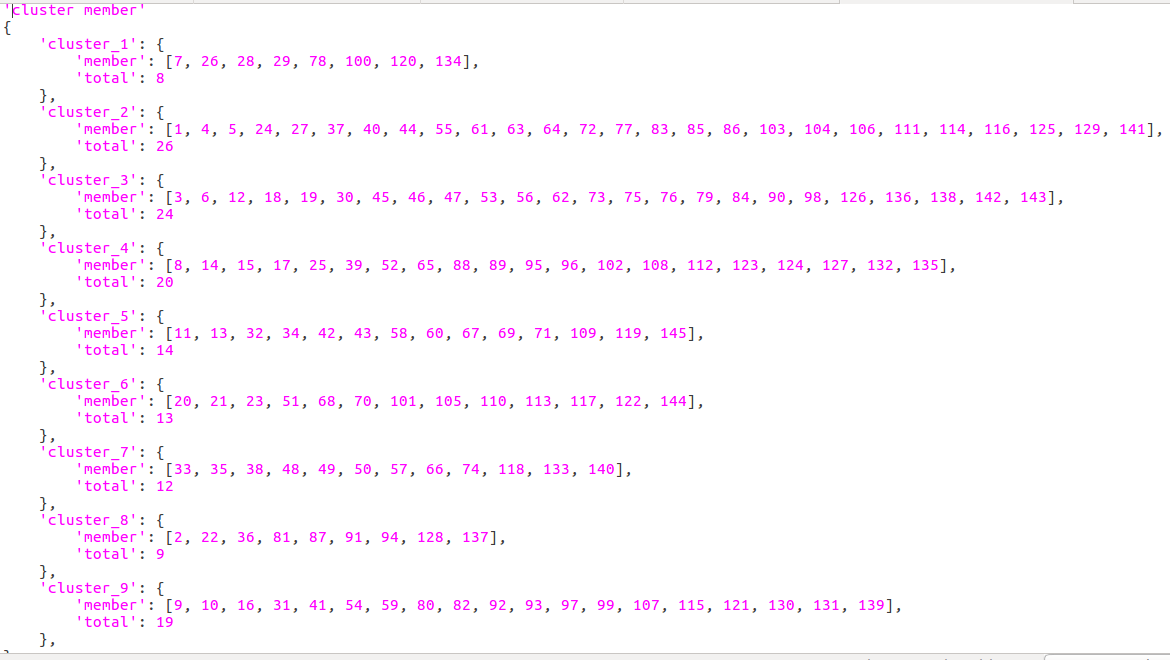 'cluster member'
{
    'cluster_1': {
        'member': [7, 26, 28, 29, 78, 100, 120, 134],
        'total': 8
    },
    'cluster_2': {
        'member': [1, 4, 5, 24, 27, 37, 40, 44, 55, 61, 63, 64, 72, 77, 83, 85, 86, 103, 104, 106, 111, 114, 116, 125, 129, 141],
        'total': 26
    },
    'cluster_3': {
        'member': [3, 6, 12, 18, 19, 30, 45, 46, 47, 53, 56, 62, 73, 75, 76, 79, 84, 90, 98, 126, 136, 138, 142, 143],
        'total': 24
    },
    'cluster_4': {
        'member': [8, 14, 15, 17, 25, 39, 52, 65, 88, 89, 95, 96, 102, 108, 112, 123, 124, 127, 132, 135],
        'total': 20
    },
    'cluster_5': {
        'member': [11, 13, 32, 34, 42, 43, 58, 60, 67, 69, 71, 109, 119, 145],
        'total': 14
    },
    'cluster_6': {
        'member': [20, 21, 23, 51, 68, 70, 101, 105, 110, 113, 117, 122, 144],
        'total': 13
    },
    'cluster_7': {
        'member': [33, 35, 38, 48, 49, 50, 57, 66, 74, 118, 133, 140],
        'total': 12
    },
    'cluster_8': {
        'member': [2, 22, 36, 81, 87, 91, 94, 128, 137],
        'total': 9
    },
    'cluster_9': {
        'member': [9, 10, 16, 31, 41, 54, 59, 80, 82, 92, 93, 97, 99, 107, 115, 121, 130, 131, 139],
        'total': 19
    },